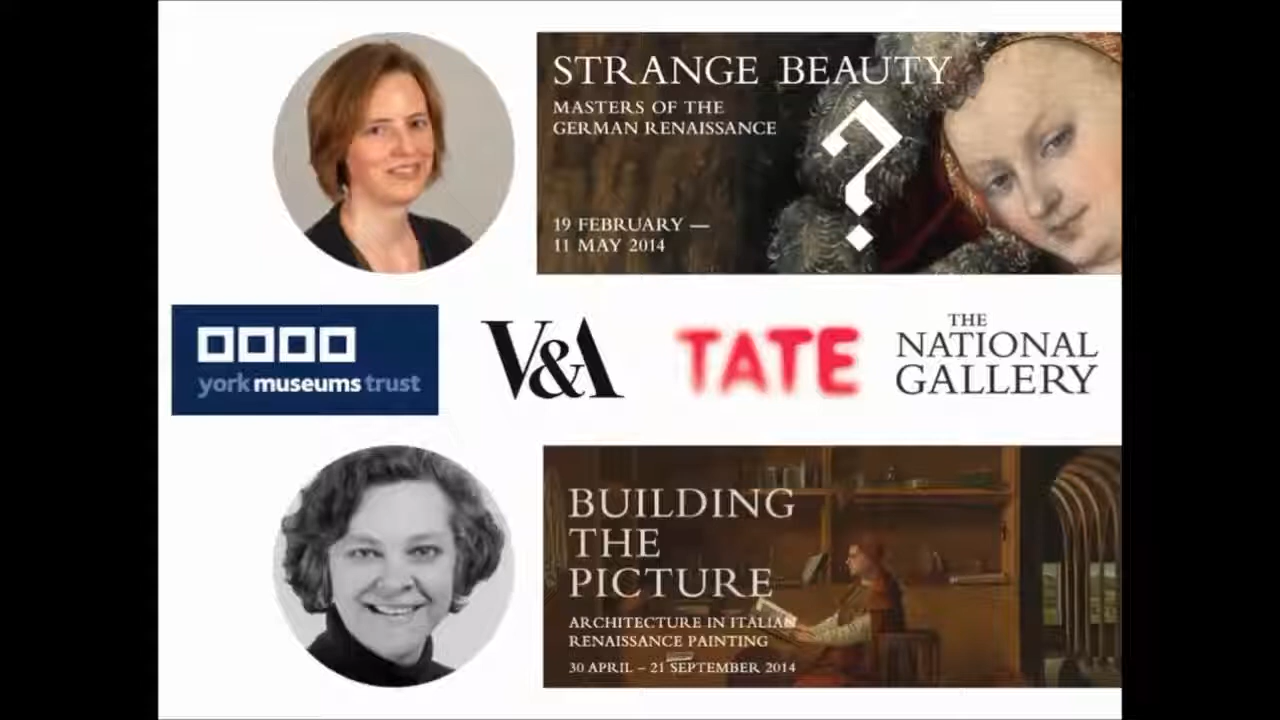 STRANGE BEAUTY
MASTERS OF THE
GERMAN RENAISSANCE
?
19 FEBRUARY —
11 MAY 2014
york museums trust
V&A
TATE
THE
NATIONAL
GALLERY
BUILDING
THE
PICTURE
ARCHITECTURE IN ITALIAN
RENAISSANCE PAINTING
30 APRIL – 21 SEPTEMBER 2014